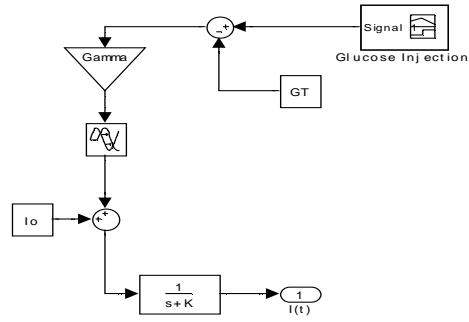 Signal 1
Glucose Injection
- +
Gamma
GT
Io
+ +
1
s+K
1
I(t)